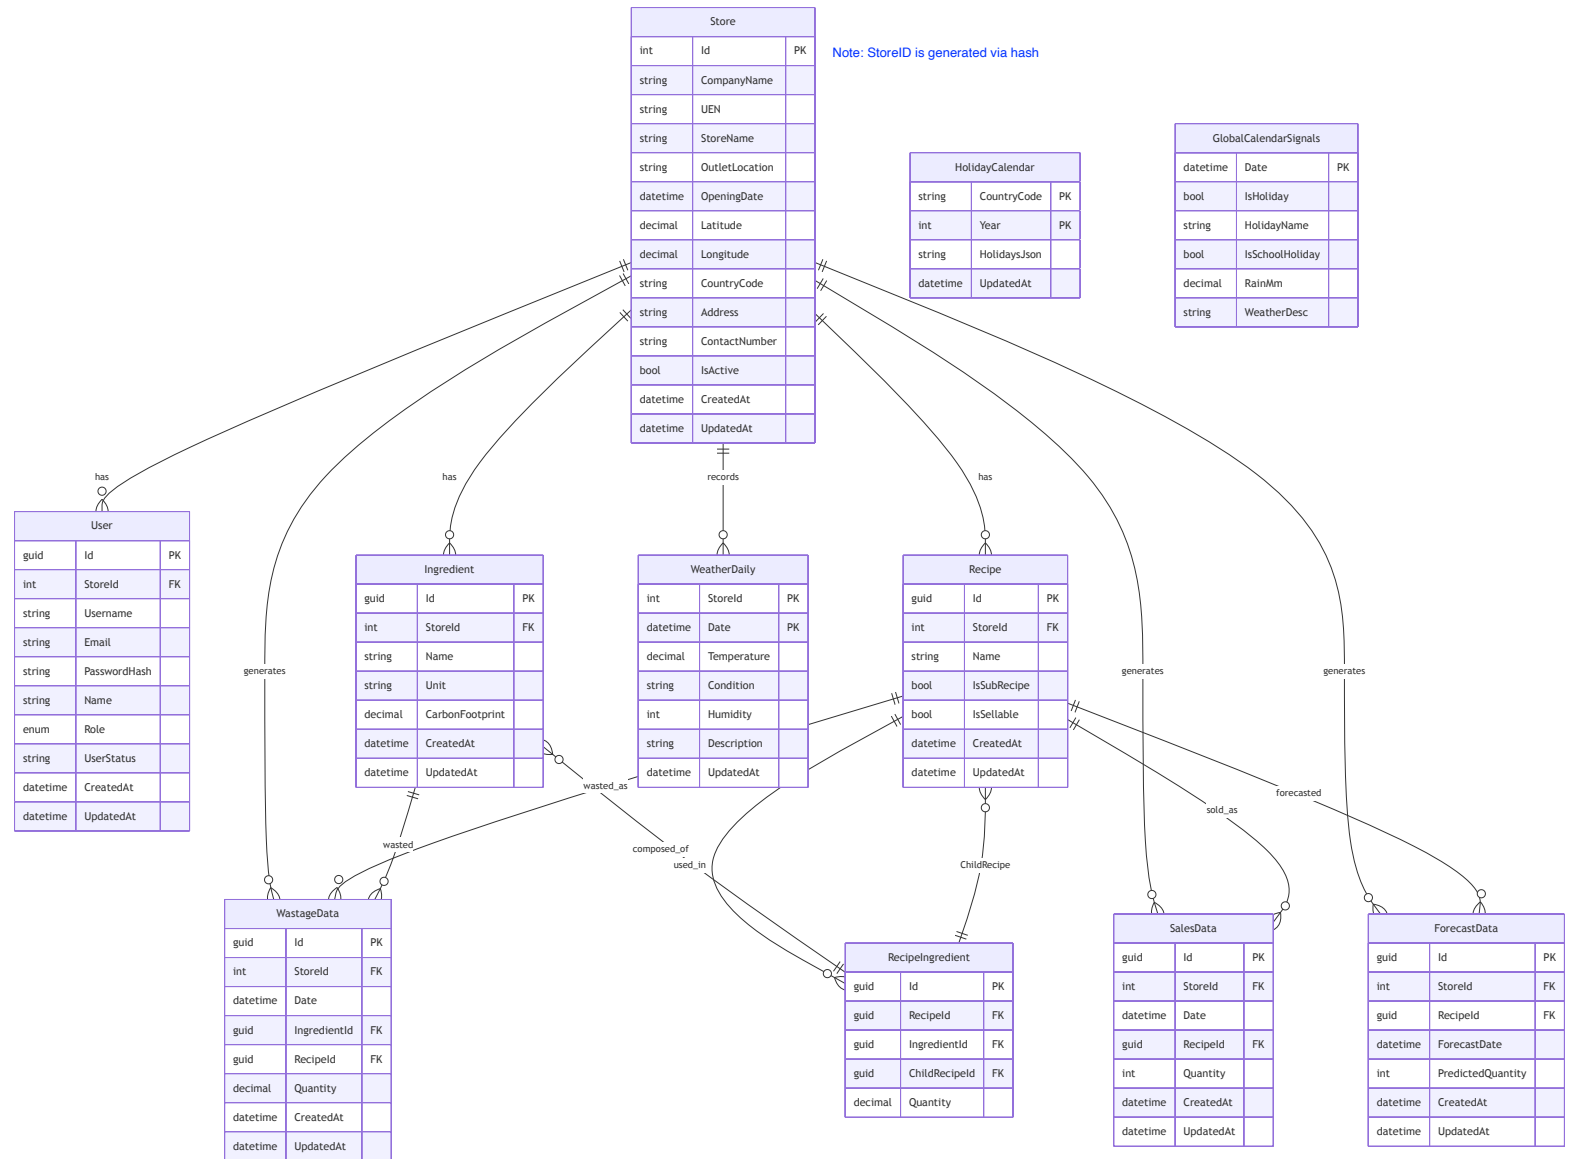 Store
int Id PK
string CompanyName
string UEN
string StoreName
string OutletLocation
datetime OpeningDate
decimal Latitude
decimal Longitude
string CountryCode
string Address
string ContactNumber
bool IsActive
datetime CreatedAt
datetime UpdatedAt
Note: StoreID is generated via hash
HolidayCalendar
string CountryCode PK
int Year PK
string HolidaysJson
datetime UpdatedAt
GlobalCalendarSignals
datetime Date PK
bool IsHoliday
string HolidayName
bool IsSchoolHoliday
decimal RainMm
string WeatherDesc
has
has
records
has
generates
generates
generates
User
guid Id PK
int StoreId FK
string Username
string Email
string PasswordHash
string Name
enum Role
string UserStatus
datetime CreatedAt
datetime UpdatedAt
Ingredient
guid Id PK
int StoreId FK
string Name
string Unit
decimal CarbonFootprint
datetime CreatedAt
datetime UpdatedAt
WeatherDaily
int StoreId PK
datetime Date PK
decimal Temperature
string Condition
int Humidity
string Description
datetime UpdatedAt
Recipe
guid Id PK
int StoreId FK
string Name
bool IsSubRecipe
bool IsSellable
datetime CreatedAt
datetime UpdatedAt
wasted_as
forecasted
sold_as
wasted
composed_of
used_in
ChildRecipe
WastageData
guid Id PK
int StoreId FK
datetime Date
guid IngredientId FK
guid RecipeId FK
decimal Quantity
datetime CreatedAt
datetime UpdatedAt
RecipeIngredient
guid Id PK
guid RecipeId FK
guid IngredientId FK
guid ChildRecipeId FK
decimal Quantity
SalesData
guid Id PK
int StoreId FK
datetime Date
guid RecipeId FK
int Quantity
datetime CreatedAt
datetime UpdatedAt
ForecastData
guid Id PK
int StoreId FK
guid RecipeId FK
datetime ForecastDate
int PredictedQuantity
datetime CreatedAt
datetime UpdatedAt